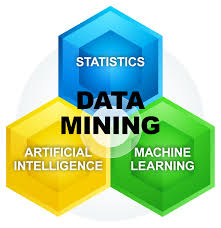 STATISTICS
DATA
MINING
ARTIFICIAL
INTELLIGENCE
MACHINE
LEARNING